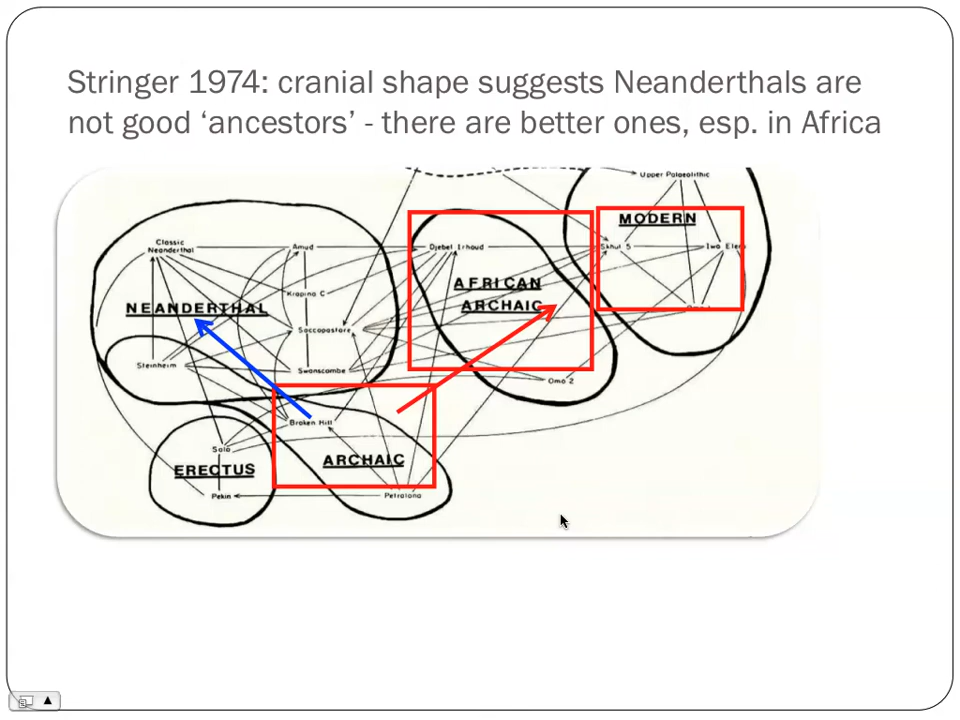 Stringer 1974: cranial shape suggests Neanderthals are
not good ‘ancestors’ - there are better ones, esp. in Africa
Upper Palaeolithic
MODERN
Classic
Neanderthal
Amud
Djebel Irhoud
Skhul 5
Iwo Eleru
Krapina C
AFRICAN
ARCHAIC
NEANDERTHAL
Saccopastore
Steinheim
Swanscombe
Omo 2
Broken Hill
Solo
ARCHAIC
ERECTUS
Pekin
Petralona